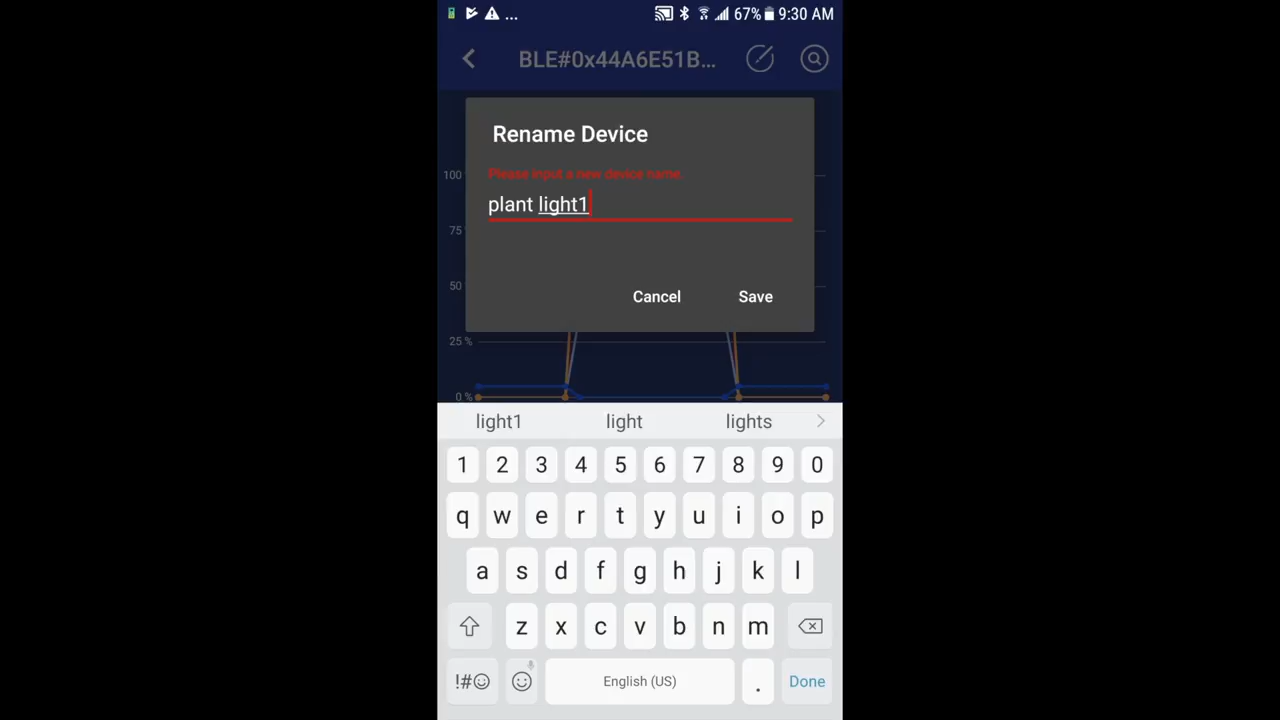 ... 67% 9:30 AM
BLE#0x44A6E51B...
Rename Device
Please input a new device name.
100
plant light1
75
50
Cancel Save
25 %
0 %
light1 light lights
1 2 3 4 5 6 7 8 9 0
q w e r t y u i o p
a s d f g h j k l
z x c v b n m
!#☺ English (US) . Done